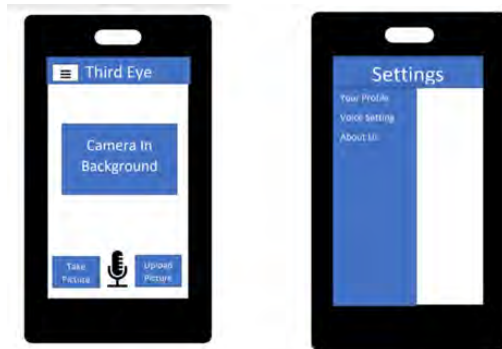 Third Eye
Camera In
Background
Take
Picture
Upload
Picture
Settings
Your Profile
Voice Setting
About Us